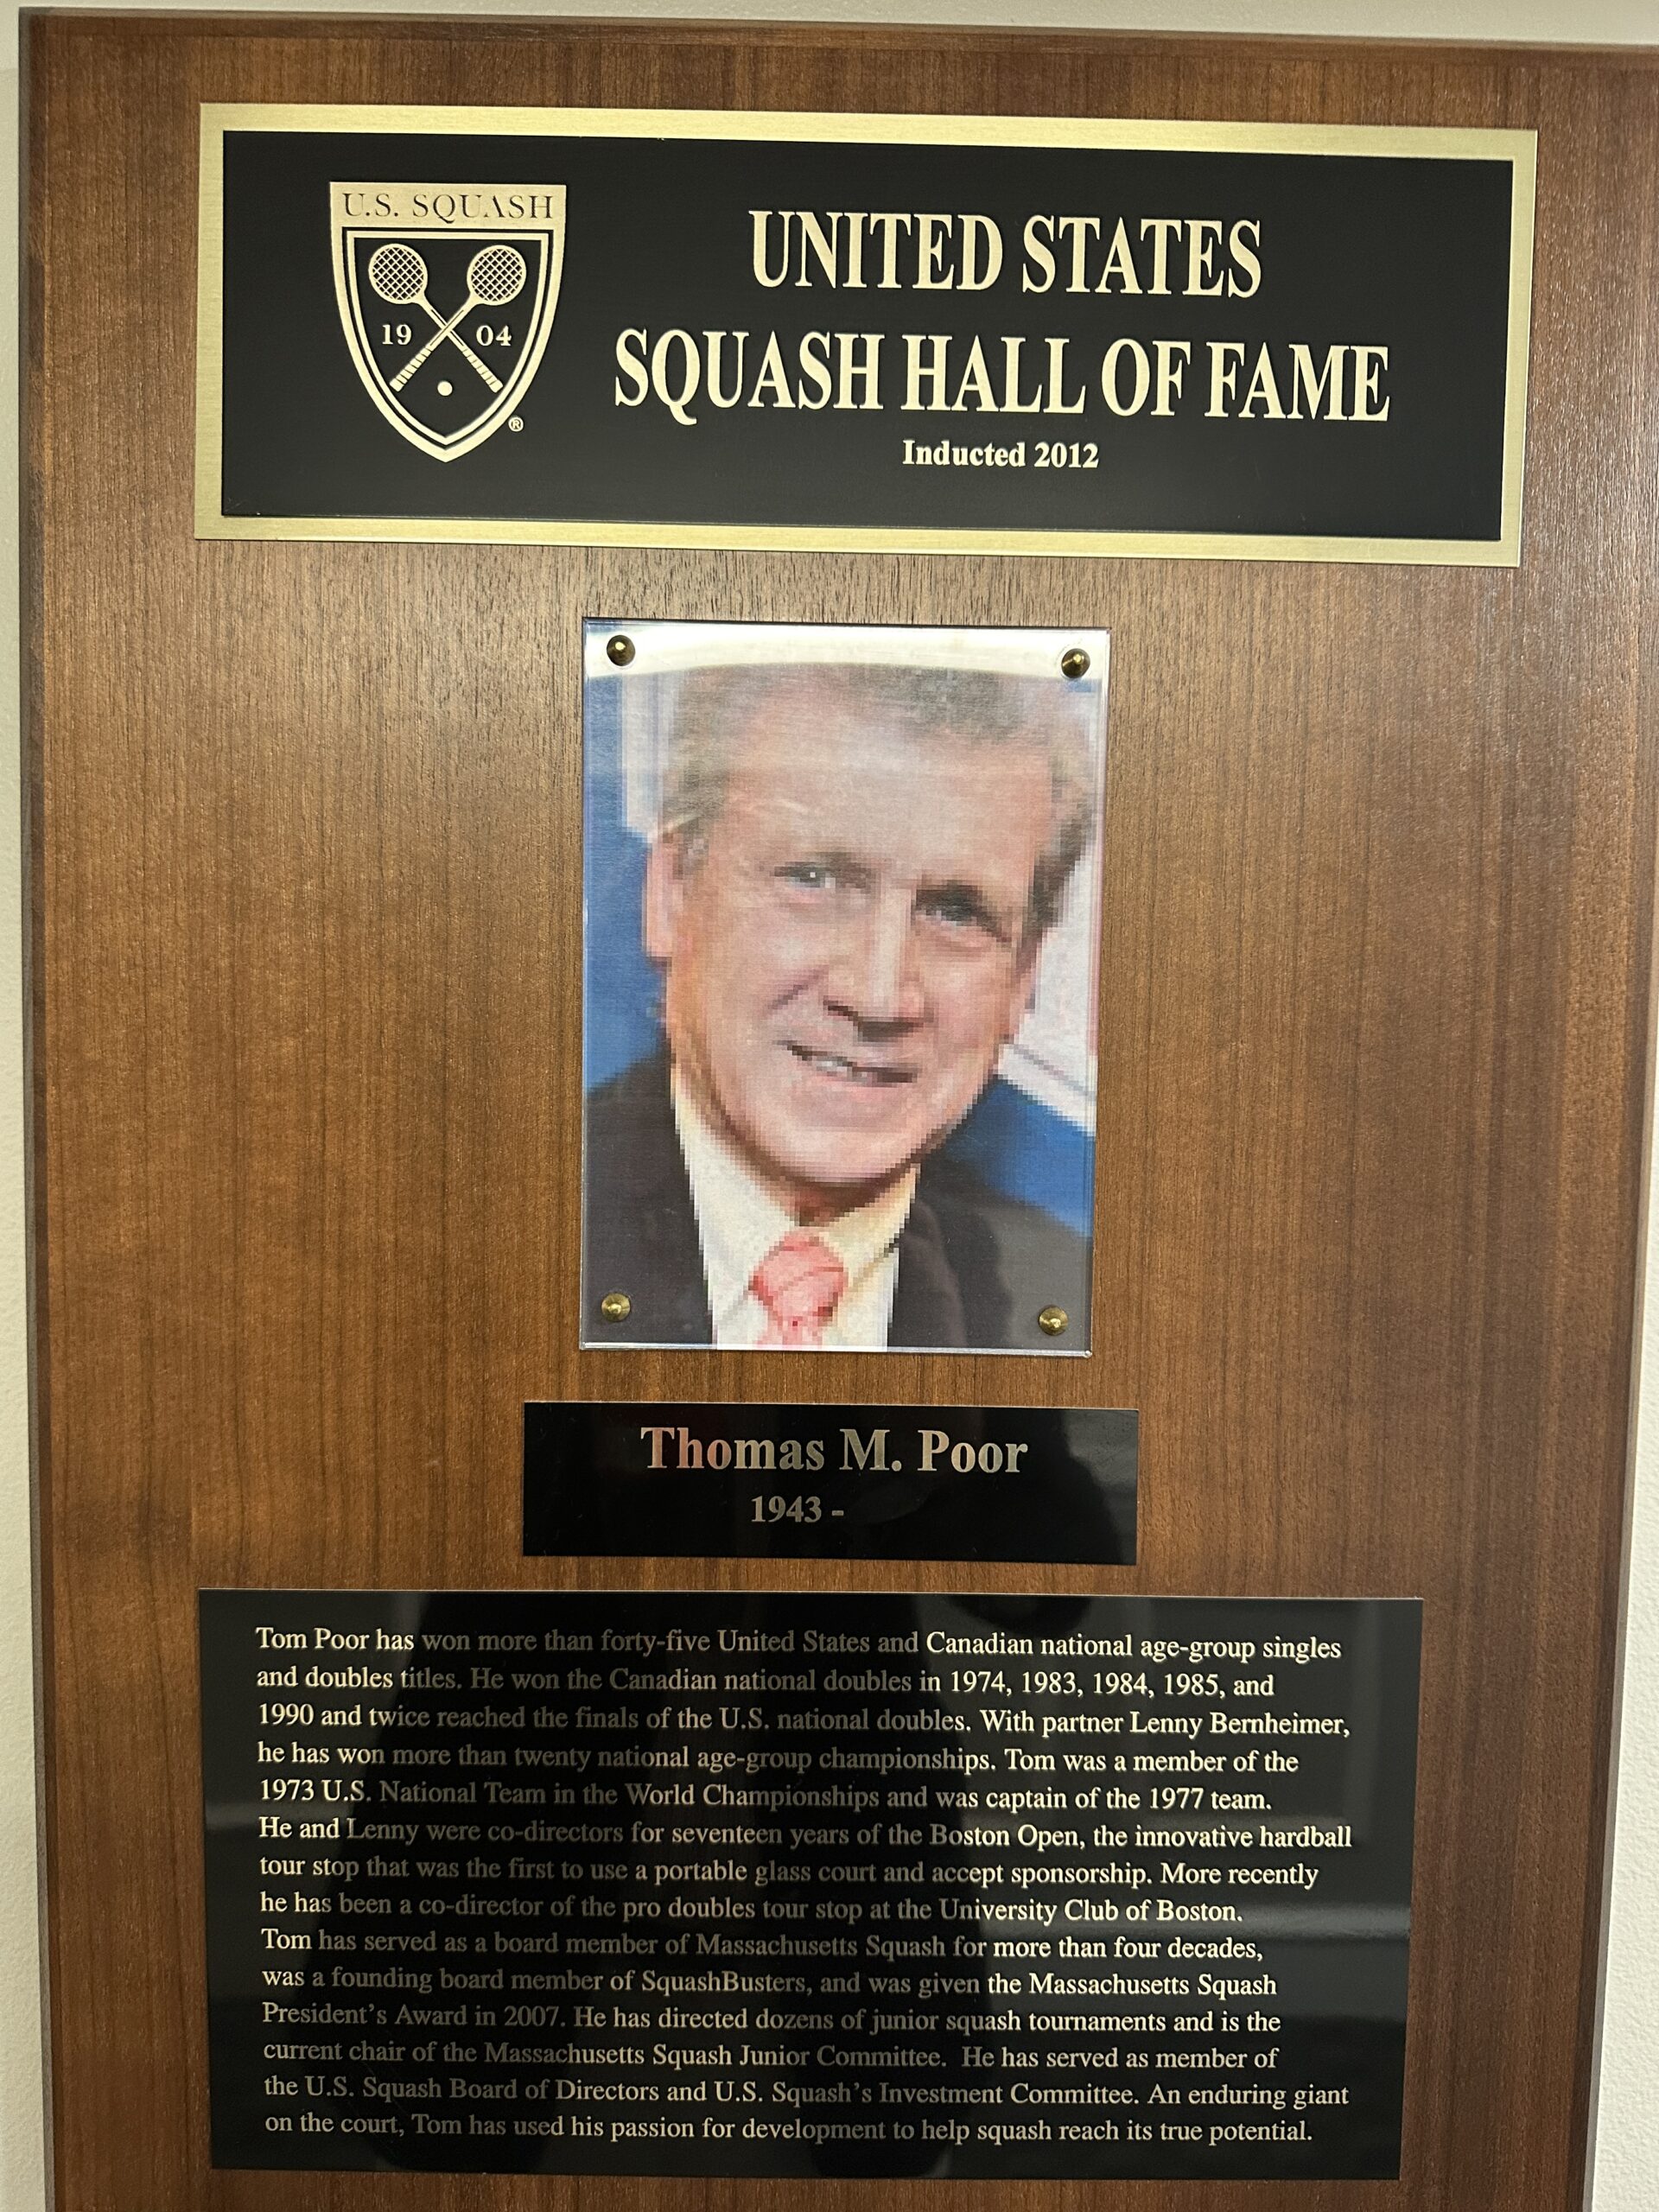 U.S. SQUASH
19 04
®
UNITED STATES
SQUASH HALL OF FAME
Inducted 2012
Thomas M. Poor
1943 -
Tom Poor has won more than forty-five United States and Canadian national age-group singles
and doubles titles. He won the Canadian national doubles in 1974, 1983, 1984, 1985, and
1990 and twice reached the finals of the U.S. national doubles. With partner Lenny Bernheimer,
he has won more than twenty national age-group championships. Tom was a member of the
1973 U.S. National Team in the World Championships and was captain of the 1977 team.
He and Lenny were co-directors for seventeen years of the Boston Open, the innovative hardball
tour stop that was the first to use a portable glass court and accept sponsorship. More recently
he has been a co-director of the pro doubles tour stop at the University Club of Boston.
Tom has served as a board member of Massachusetts Squash for more than four decades,
was a founding board member of SquashBusters, and was given the Massachusetts Squash
President's Award in 2007. He has directed dozens of junior squash tournaments and is the
current chair of the Massachusetts Squash Junior Committee. He has served as member of
the U.S. Squash Board of Directors and U.S. Squash's Investment Committee. An enduring giant
on the court, Tom has used his passion for development to help squash reach its true potential.